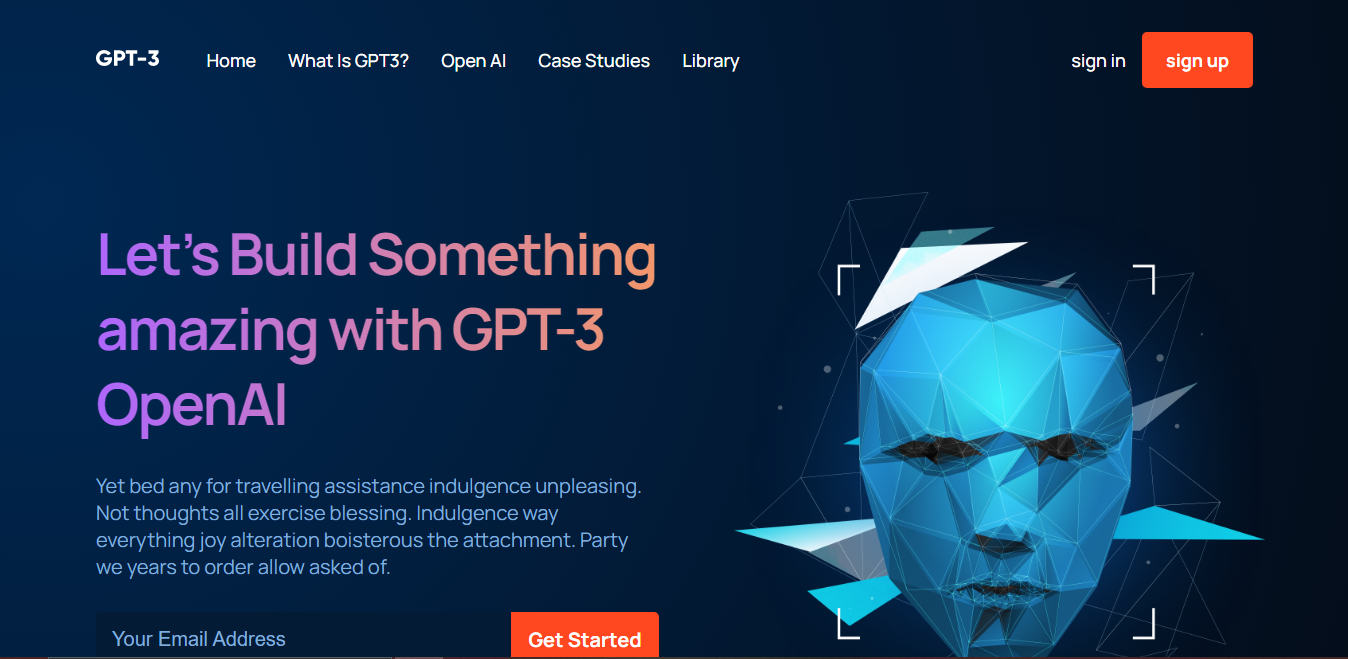 GPT-3
Home
What Is GPT3?
Open AI
Case Studies
Library
sign in
sign up
Let's Build Something
amazing with GPT-3
OpenAI
Yet bed any for travelling assistance indulgence unpleasing.
Not thoughts all exercise blessing. Indulgence way
everything joy alteration boisterous the attachment. Party
we years to order allow asked of.
Your Email Address
Get Started